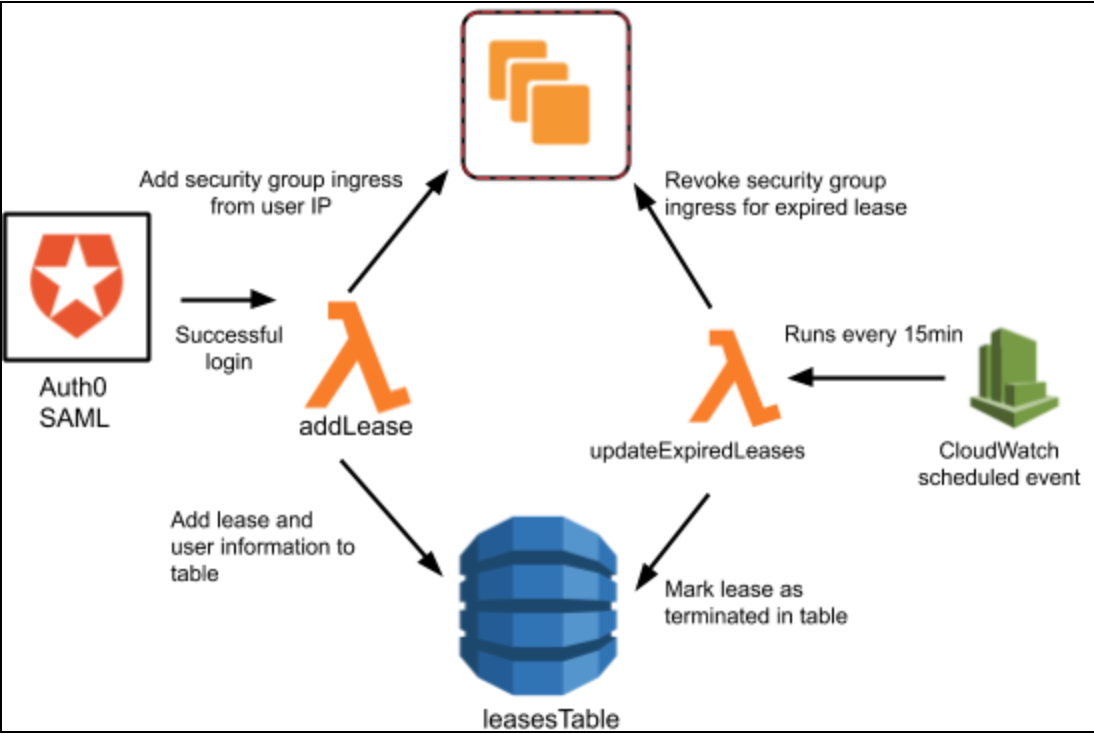 Add security group ingress
from user IP
Revoke security group
ingress for expired lease
Successful
login
Runs every 15min
Auth0
SAML
addLease
updateExpiredLeases
CloudWatch
scheduled event
Add lease and
user information to
table
Mark lease as
terminated in table
leasesTable